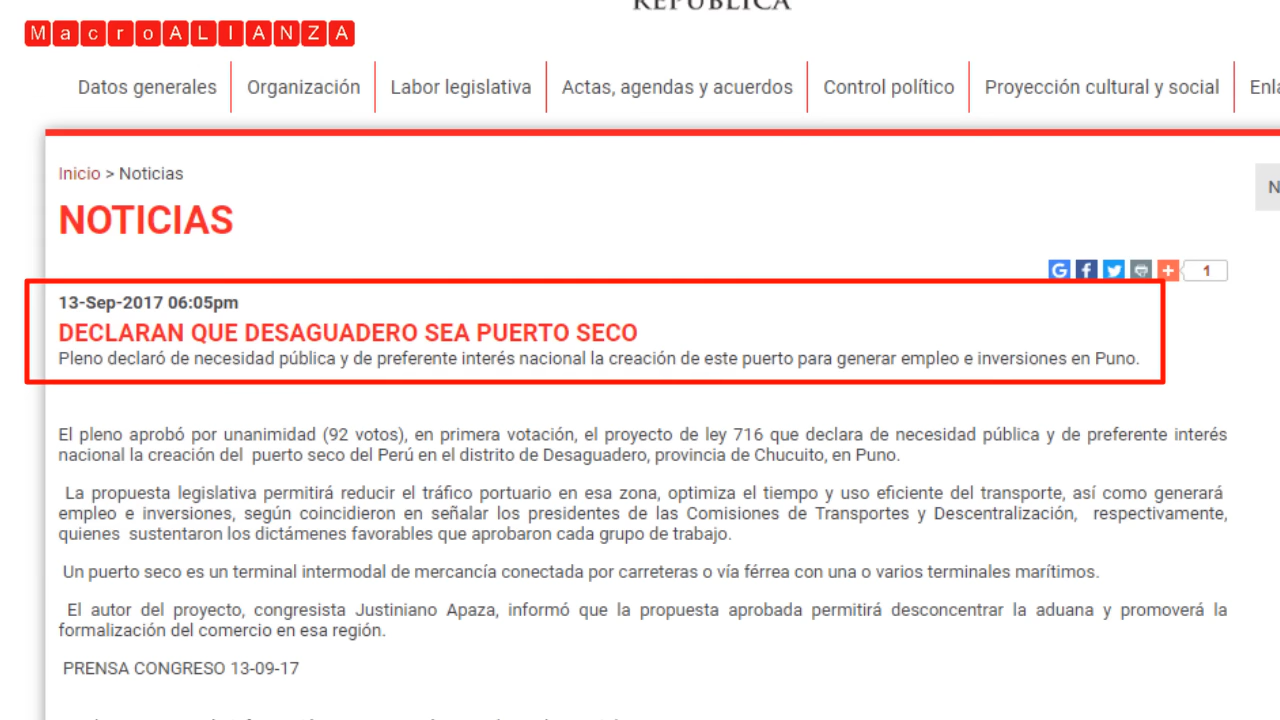 REPÚBLICA
MacroALIANZA
Datos generales
Organización
Labor legislativa
Actas, agendas y acuerdos
Control político
Proyección cultural y social
Inicio > Noticias
NOTICIAS
1
13-Sep-2017 06:05pm
DECLARAN QUE DESAGUADERO SEA PUERTO SECO
Pleno declaró de necesidad pública y de preferente interés nacional la creación de este puerto para generar empleo e inversiones en Puno.
El pleno aprobó por unanimidad (92 votos), en primera votación, el proyecto de ley 716 que declara de necesidad pública y de preferente interés
nacional la creación del puerto seco del Perú en el distrito de Desaguadero, provincia de Chucuito, en Puno.
La propuesta legislativa permitirá reducir el tráfico portuario en esa zona, optimiza el tiempo y uso eficiente del transporte, así como generará
empleo e inversiones, según coincidieron en señalar los presidentes de las Comisiones de Transportes y Descentralización, respectivamente,
quienes sustentaron los dictámenes favorables que aprobaron cada grupo de trabajo.
Un puerto seco es un terminal intermodal de mercancía conectada por carreteras o vía férrea con una o varios terminales marítimos.
El autor del proyecto, congresista Justiniano Apaza, informó que la propuesta aprobada permitirá desconcentrar la aduana y promoverá la
formalización del comercio en esa región.
PRENSA CONGRESO 13-09-17